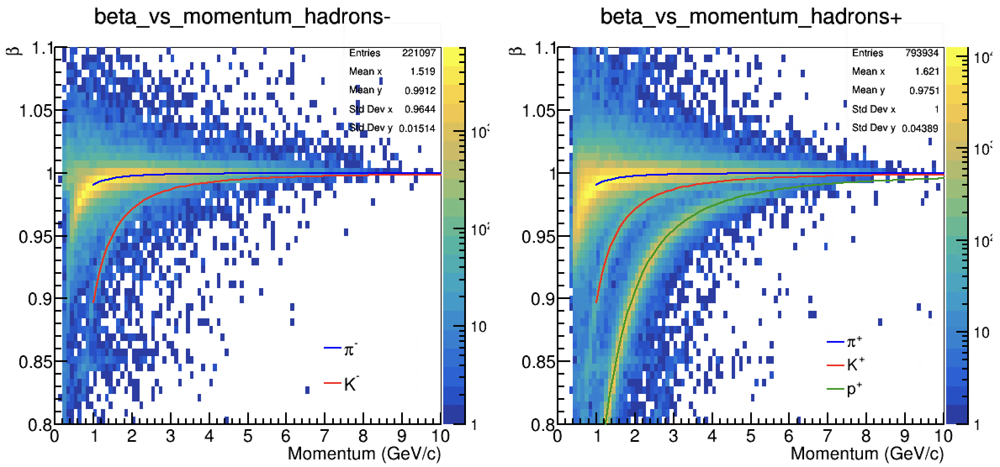 beta_vs_momentum_hadrons-
β
1.1
1.05
1
0.95
0.9
0.85
0.8
Entries 221097
Mean x 1.519
Mean y 0.9912
Std Dev x 0.9644
Std Dev y 0.01514
10³
10²
10
1
π⁻
K⁻
0 1 2 3 4 5 6 7 8 9 10
Momentum (GeV/c)
beta_vs_momentum_hadrons+
β
1.1
1.05
1
0.95
0.9
0.85
0.8
Entries 793934
Mean x 1.621
Mean y 0.9751
Std Dev x 1
Std Dev y 0.04389
10⁴
10³
10²
10
1
π⁺
K⁺
p⁺
0 1 2 3 4 5 6 7 8 9 10
Momentum (GeV/c)